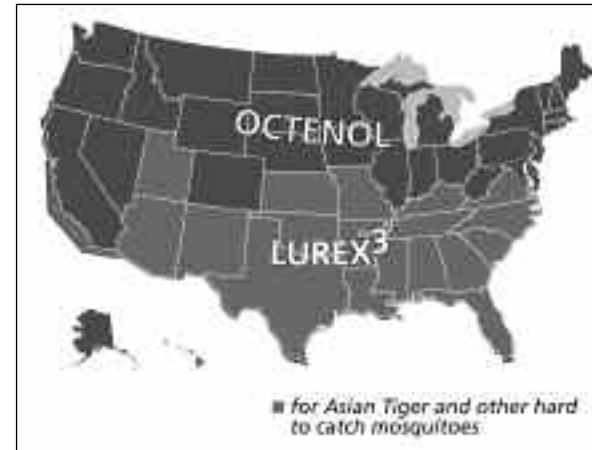 OCTENOL
LUREX³
for Asian Tiger and other hard
to catch mosquitoes